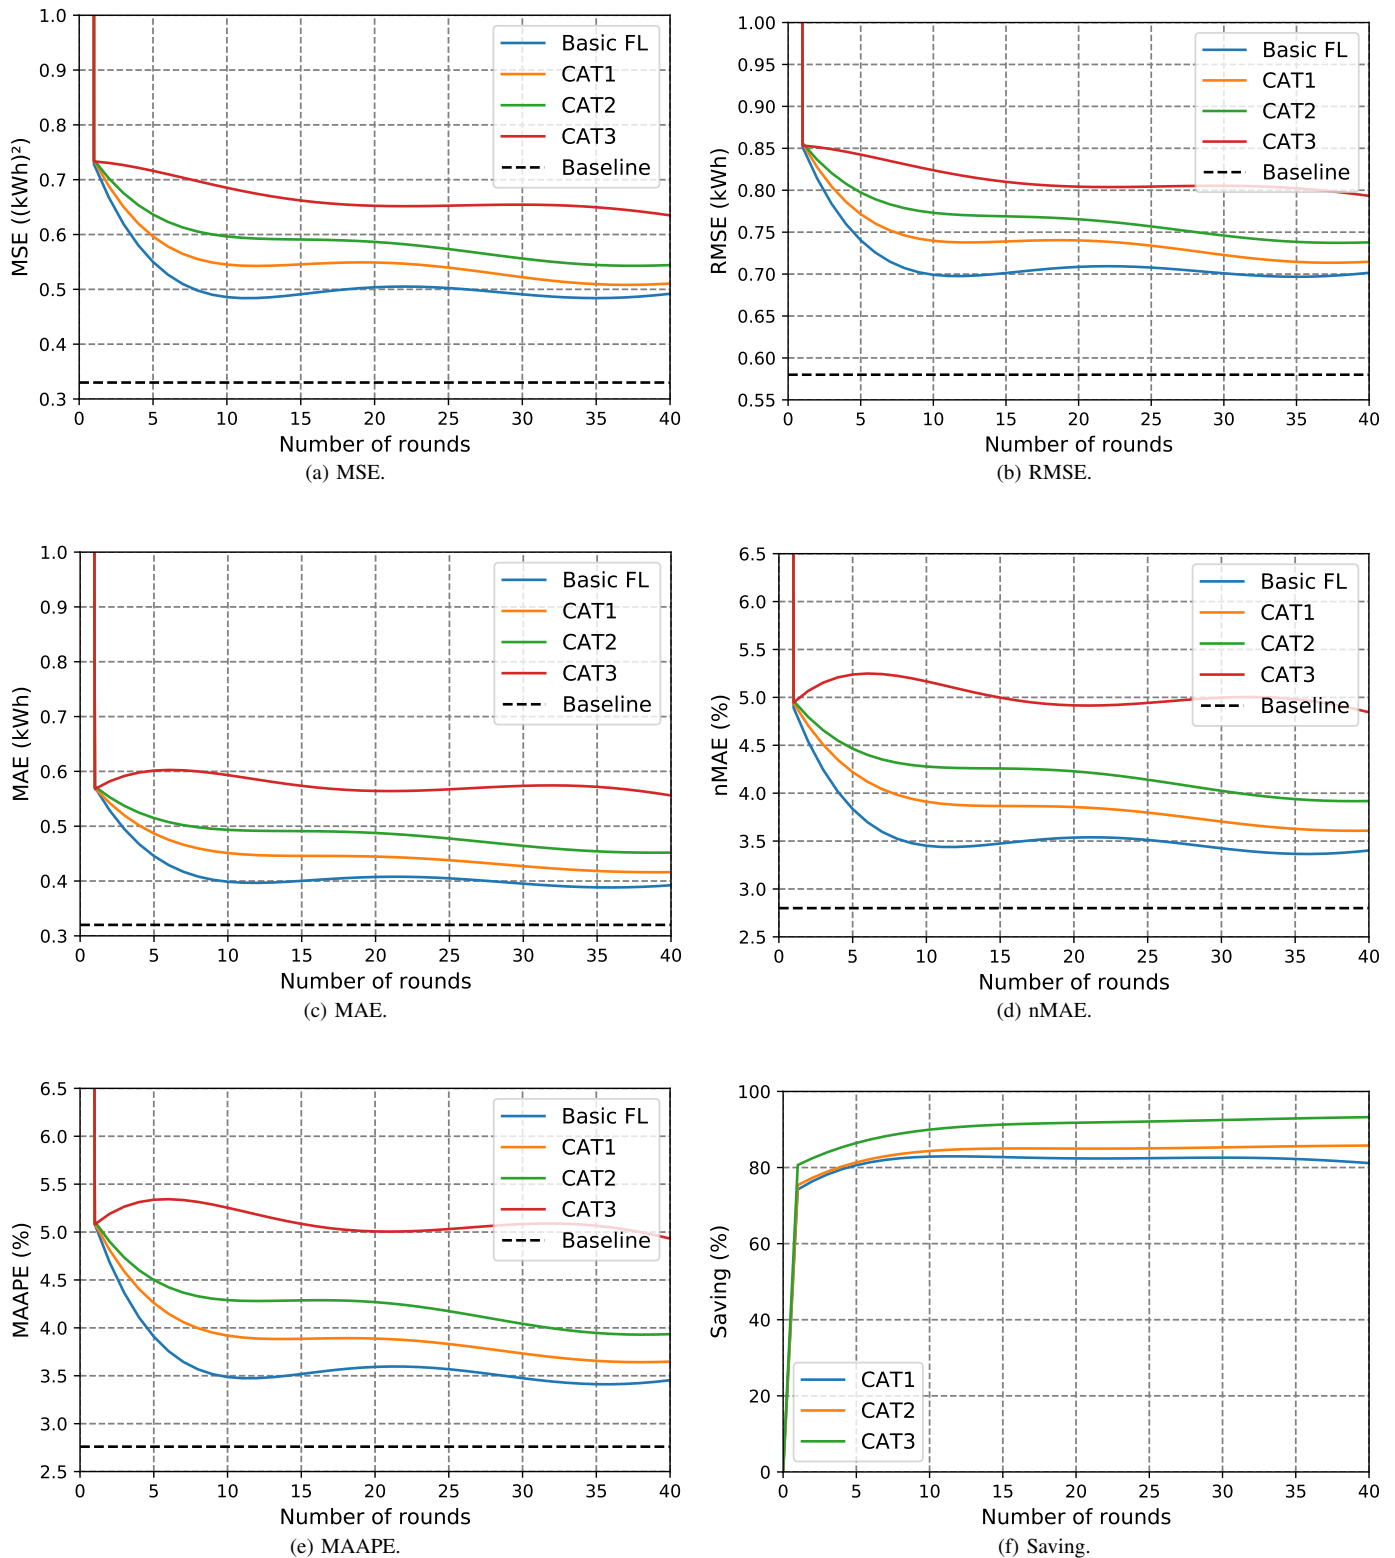 1.0
0.9
0.8
0.7
0.6
0.5
0.4
0.3
MSE ((kWh)²)
Basic FL
CAT1
CAT2
CAT3
Baseline
0 5 10 15 20 25 30 35 40
Number of rounds
(a) MSE.
1.00
0.95
0.90
0.85
0.80
0.75
0.70
0.65
0.60
0.55
RMSE (kWh)
Basic FL
CAT1
CAT2
CAT3
Baseline
0 5 10 15 20 25 30 35 40
Number of rounds
(b) RMSE.
1.0
0.9
0.8
0.7
0.6
0.5
0.4
0.3
MAE (kWh)
Basic FL
CAT1
CAT2
CAT3
Baseline
0 5 10 15 20 25 30 35 40
Number of rounds
(c) MAE.
6.5
6.0
5.5
5.0
4.5
4.0
3.5
3.0
2.5
nMAE (%)
Basic FL
CAT1
CAT2
CAT3
Baseline
0 5 10 15 20 25 30 35 40
Number of rounds
(d) nMAE.
6.5
6.0
5.5
5.0
4.5
4.0
3.5
3.0
2.5
MAAPE (%)
Basic FL
CAT1
CAT2
CAT3
Baseline
0 5 10 15 20 25 30 35 40
Number of rounds
(e) MAAPE.
100
80
60
40
20
0
Saving (%)
CAT1
CAT2
CAT3
0 5 10 15 20 25 30 35 40
Number of rounds
(f) Saving.